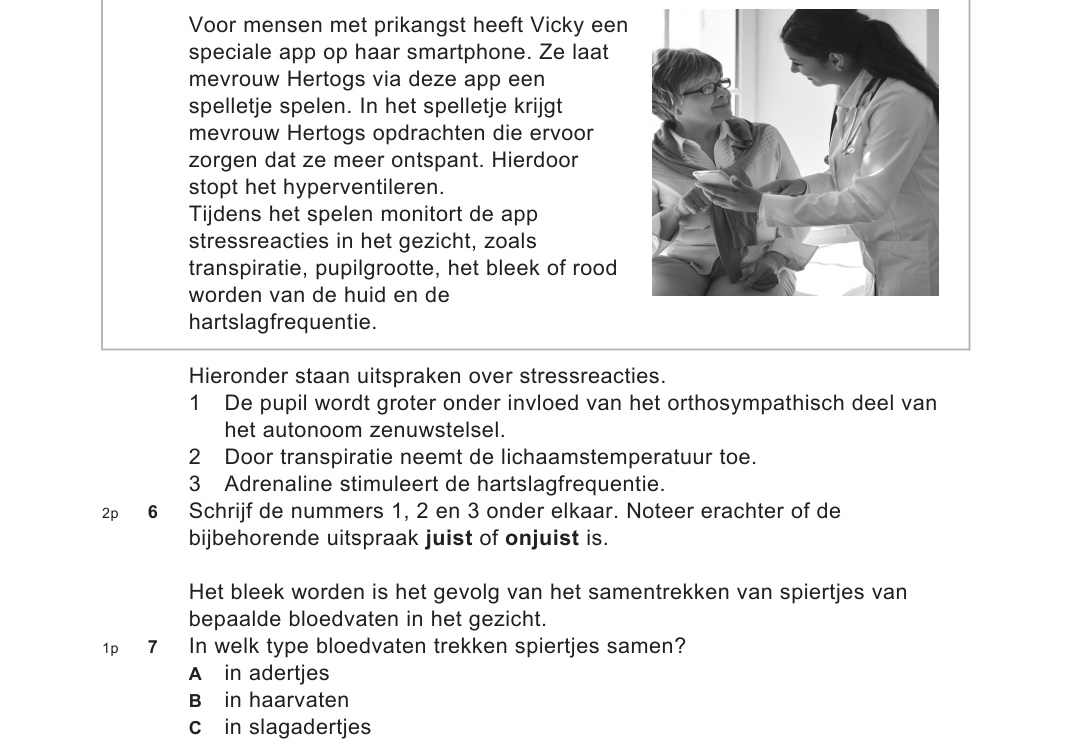 Voor mensen met prikangst heeft Vicky een
speciale app op haar smartphone. Ze laat
mevrouw Hertogs via deze app een
spelletje spelen. In het spelletje krijgt
mevrouw Hertogs opdrachten die ervoor
zorgen dat ze meer ontspant. Hierdoor
stopt het hyperventileren.
Tijdens het spelen monitort de app
stressreacties in het gezicht, zoals
transpiratie, pupilgrootte, het bleek of rood
worden van de huid en de
hartslagfrequentie.
Hieronder staan uitspraken over stressreacties.
1 De pupil wordt groter onder invloed van het orthosympathisch deel van
het autonoom zenuwstelsel.
2 Door transpiratie neemt de lichaamstemperatuur toe.
3 Adrenaline stimuleert de hartslagfrequentie.
2p 6 Schrijf de nummers 1, 2 en 3 onder elkaar. Noteer erachter of de
bijbehorende uitspraak juist of onjuist is.
Het bleek worden is het gevolg van het samentrekken van spiertjes van
bepaalde bloedvaten in het gezicht.
1p 7 In welk type bloedvaten trekken spiertjes samen?
A in adertjes
B in haarvaten
C in slagadertjes